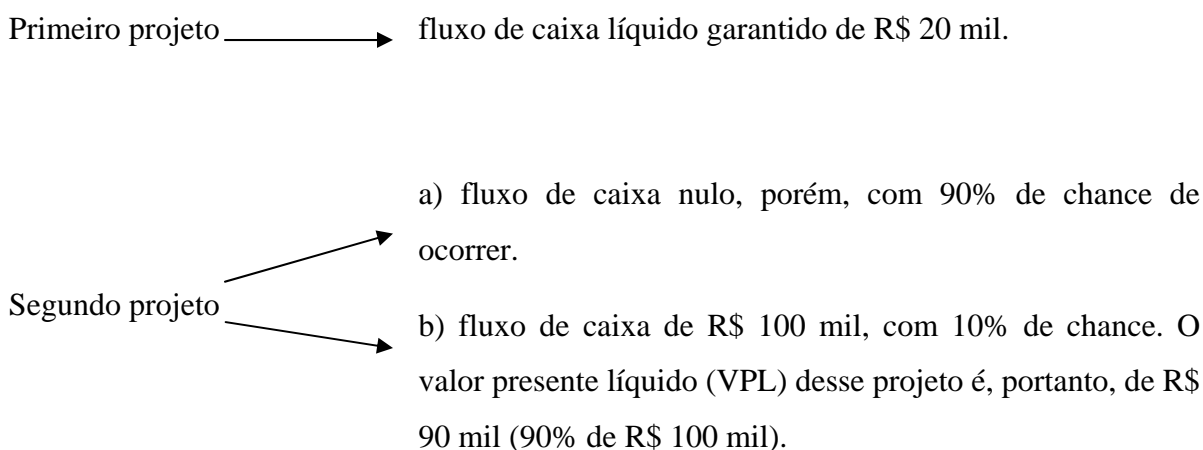 Primeiro projeto
fluxo de caixa líquido garantido de R$ 20 mil.
a) fluxo de caixa nulo, porém, com 90% de chance de
ocorrer.
Segundo projeto
b) fluxo de caixa de R$ 100 mil, com 10% de chance. O
valor presente líquido (VPL) desse projeto é, portanto, de R$
90 mil (90% de R$ 100 mil).